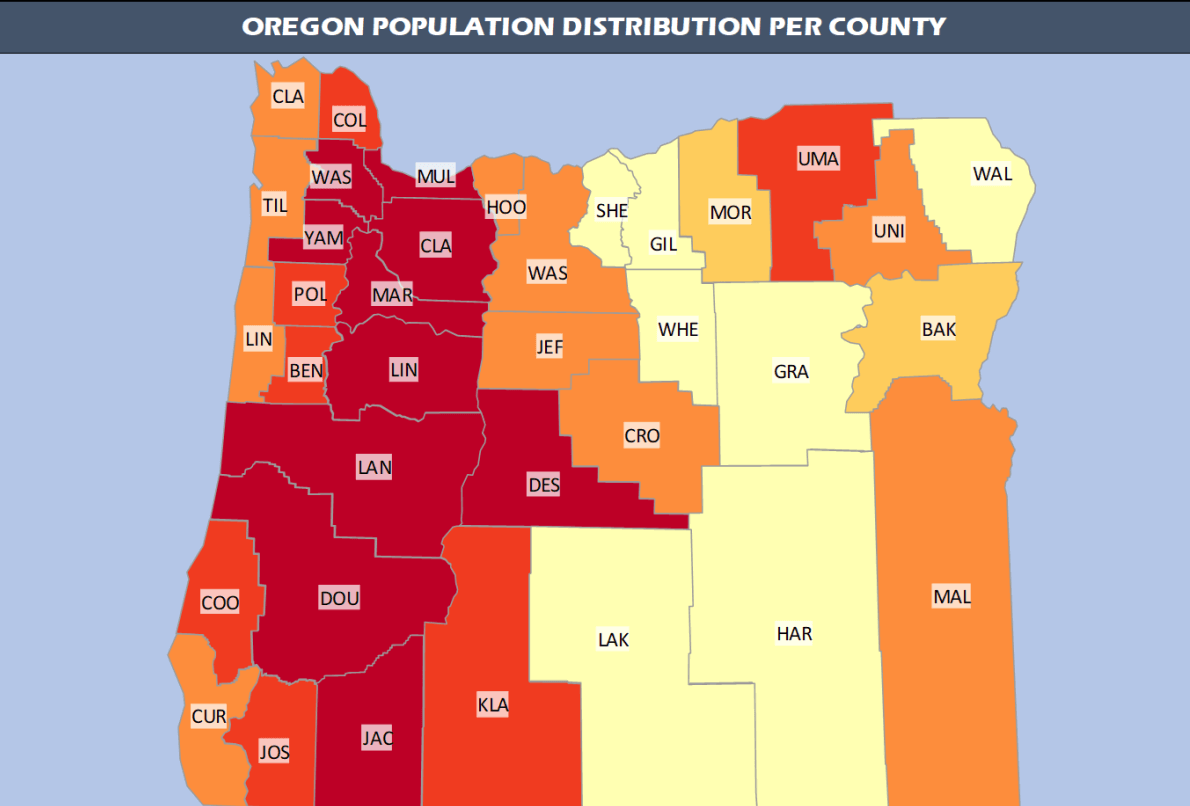 OREGON POPULATION DISTRIBUTION PER COUNTY
CLA
COL
WAS
MUL
UMA
WAL
TIL
HOO
SHE
MOR
YAM
CLA
GIL
UNI
WAS
POL
MAR
WHE
BAK
LIN
JEF
BEN
LIN
GRA
CRO
LAN
DES
COO
DOU
MAL
LAK
HAR
CUR
KLA
JOS
JAC